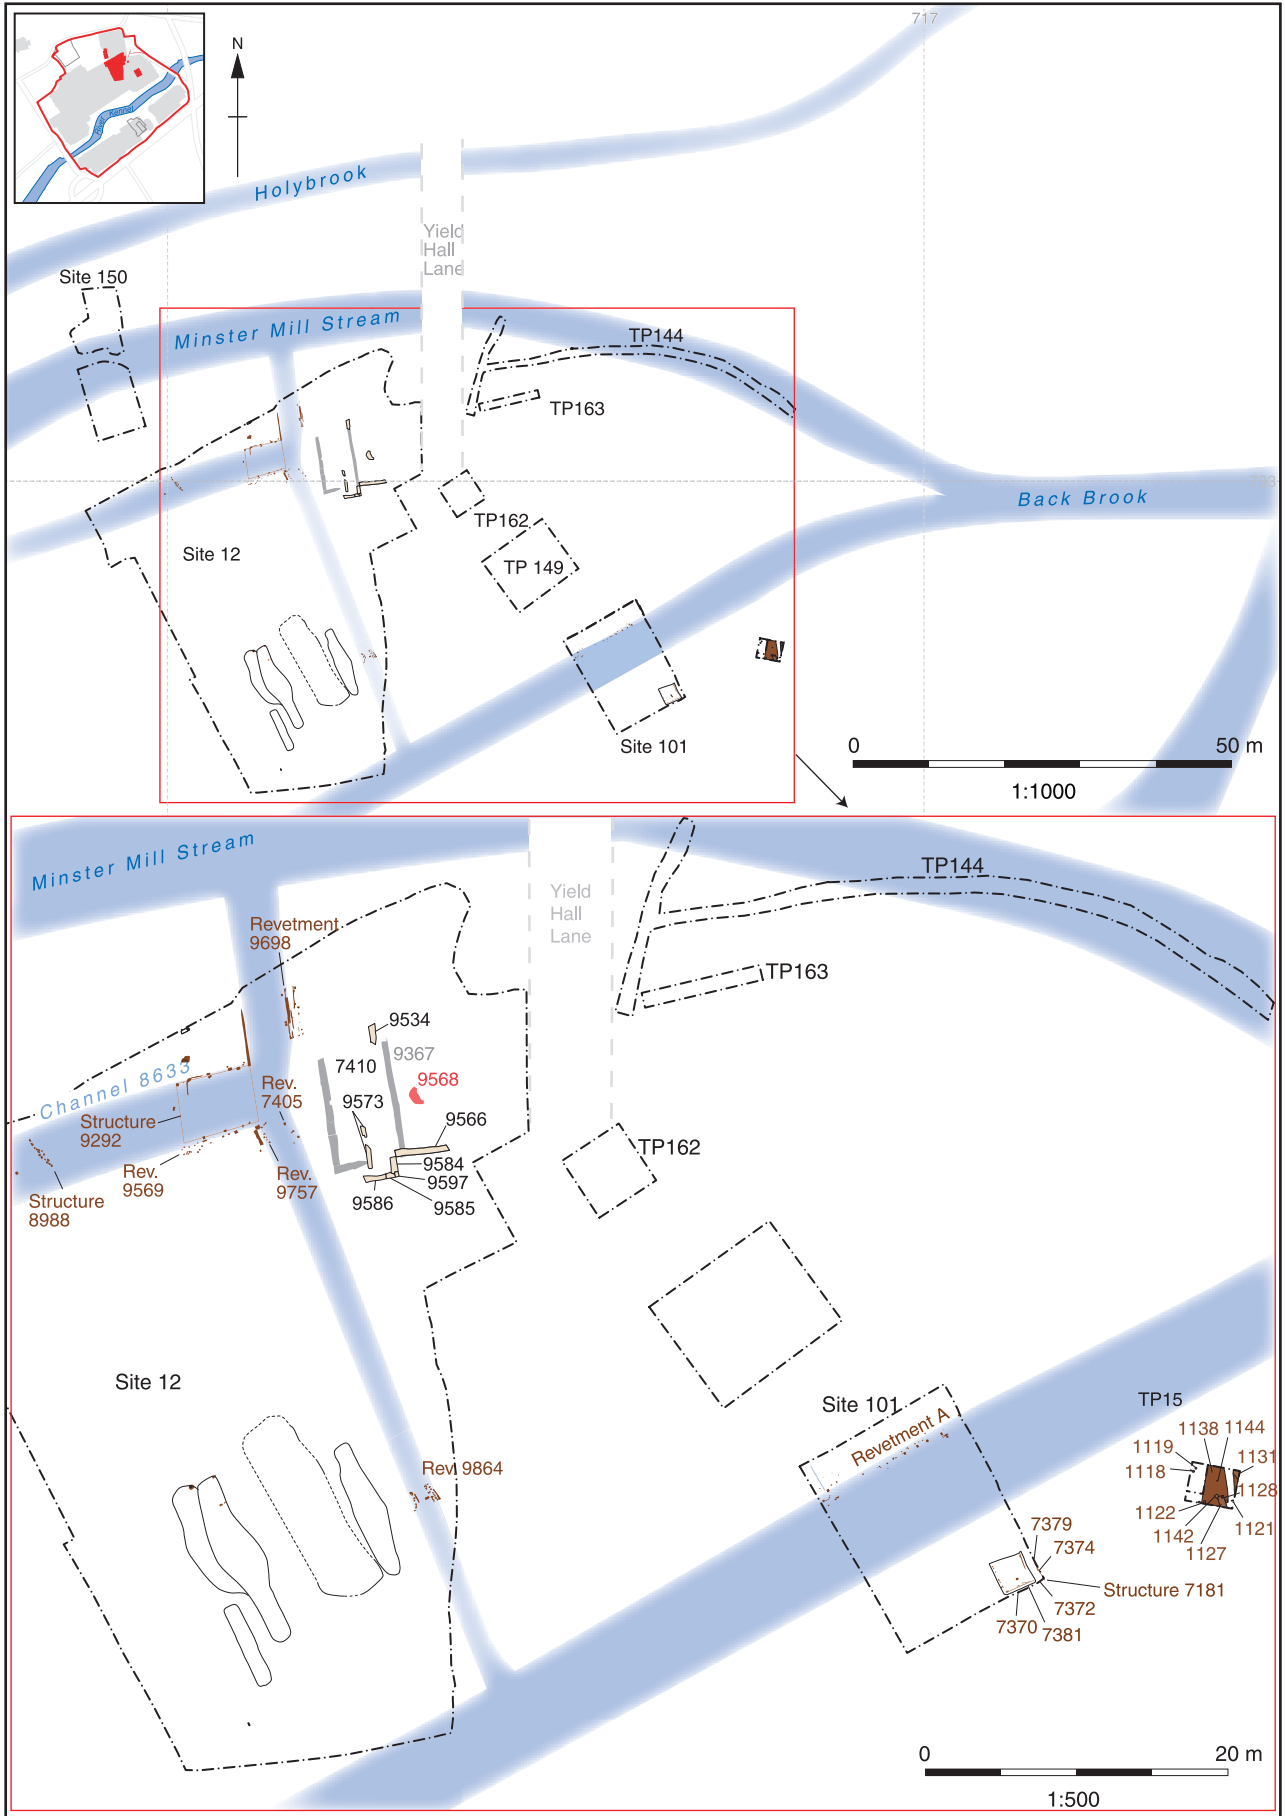 River Kennet
N
717
Holybrook
Yield
Hall
Lane
Site 150
Minster Mill Stream
TP144
TP163
703
Back Brook
TP162
Site 12
TP 149
Site 101
0
50 m
1:1000
Minster Mill Stream
Yield
Hall
Lane
TP144
Revetment
9698
TP163
9534
9367
7410
9568
Channel 8633
Rev.
7405
9573
Structure
9292
9566
TP162
9584
Rev.
9569
Rev.
9757
9597
9586
9585
Structure
8988
Site 12
Site 101
TP15
Revetment A
1138
1144
1119
1131
1118
1128
Rev. 9864
1122
1121
1142
1127
7379
7374
Structure 7181
7372
7370
7381
0
20 m
1:500